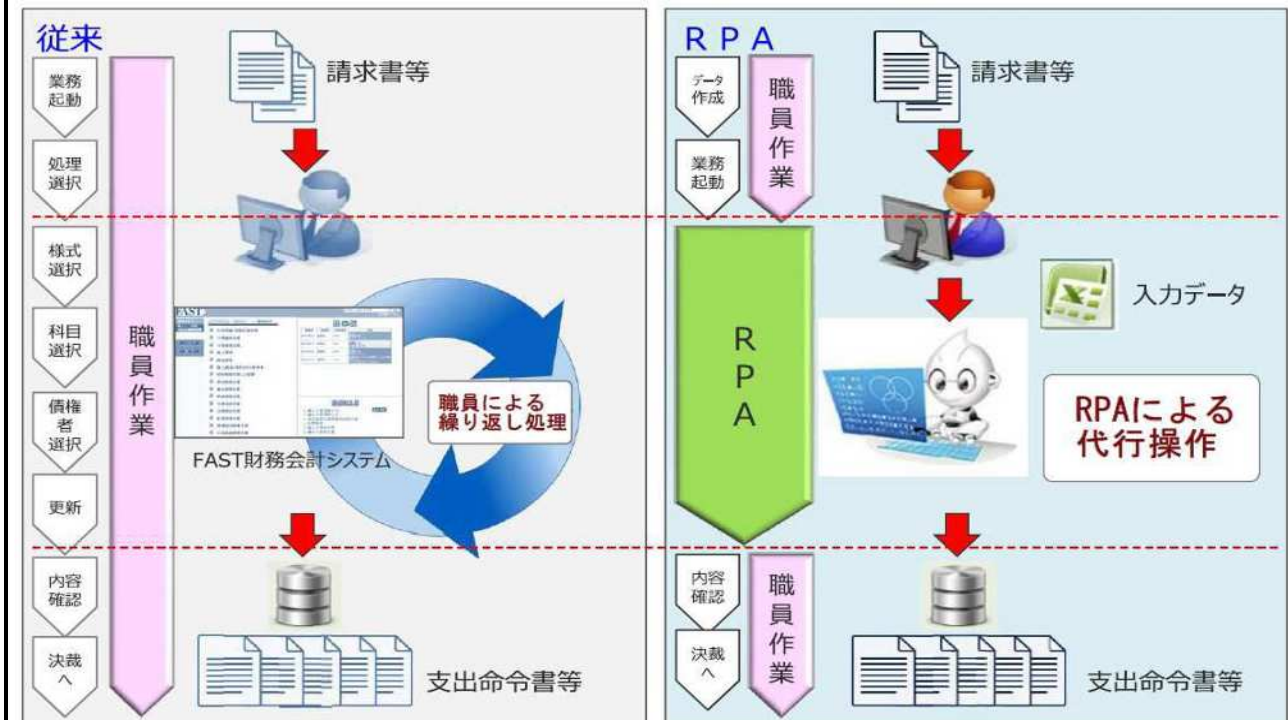 従来
業務
起動
処理
選択
様式
選択
科目
選択
債権
者
選択
更新
内容
確認
決裁
へ
職員作業
請求書等
FAST
職員による
繰り返し処理
FAST財務会計システム
支出命令書等
RPA
データ
作成
業務
起動
職員作業
請求書等
RPA
入力データ
RPAによる
代行操作
内容
確認
決裁
へ
職員作業
支出命令書等